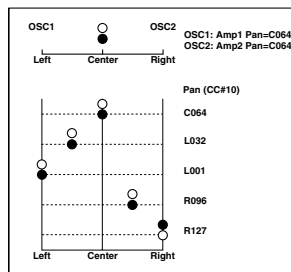 OSC1 OSC2
OSC1: Amp1 Pan=C064
OSC2: Amp2 Pan=C064
Left Center Right
Pan (CC#10)
C064
L032
L001
R096
R127
Left Center Right